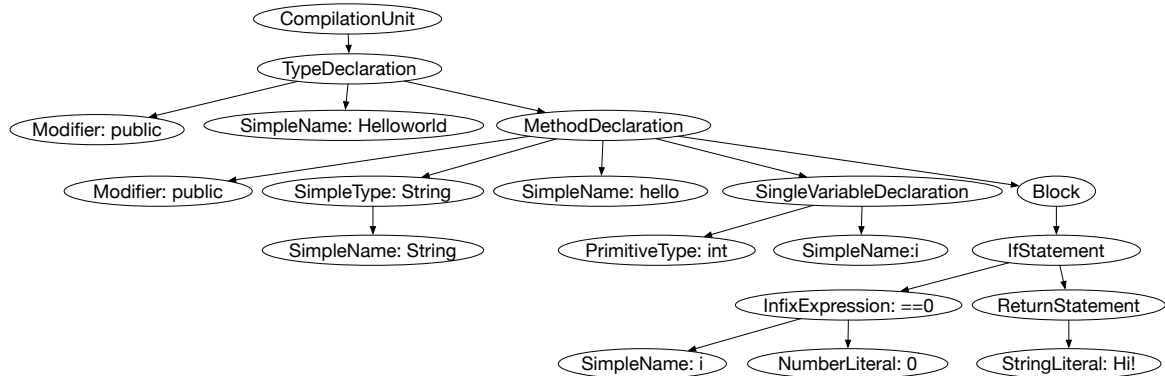 CompilationUnit
TypeDeclaration
Modifier: public
SimpleName: Helloworld
MethodDeclaration
Modifier: public
SimpleType: String
SimpleName: hello
SingleVariableDeclaration
Block
SimpleName: String
PrimitiveType: int
SimpleName:i
IfStatement
InfixExpression: ==0
ReturnStatement
SimpleName: i
NumberLiteral: 0
StringLiteral: Hi!